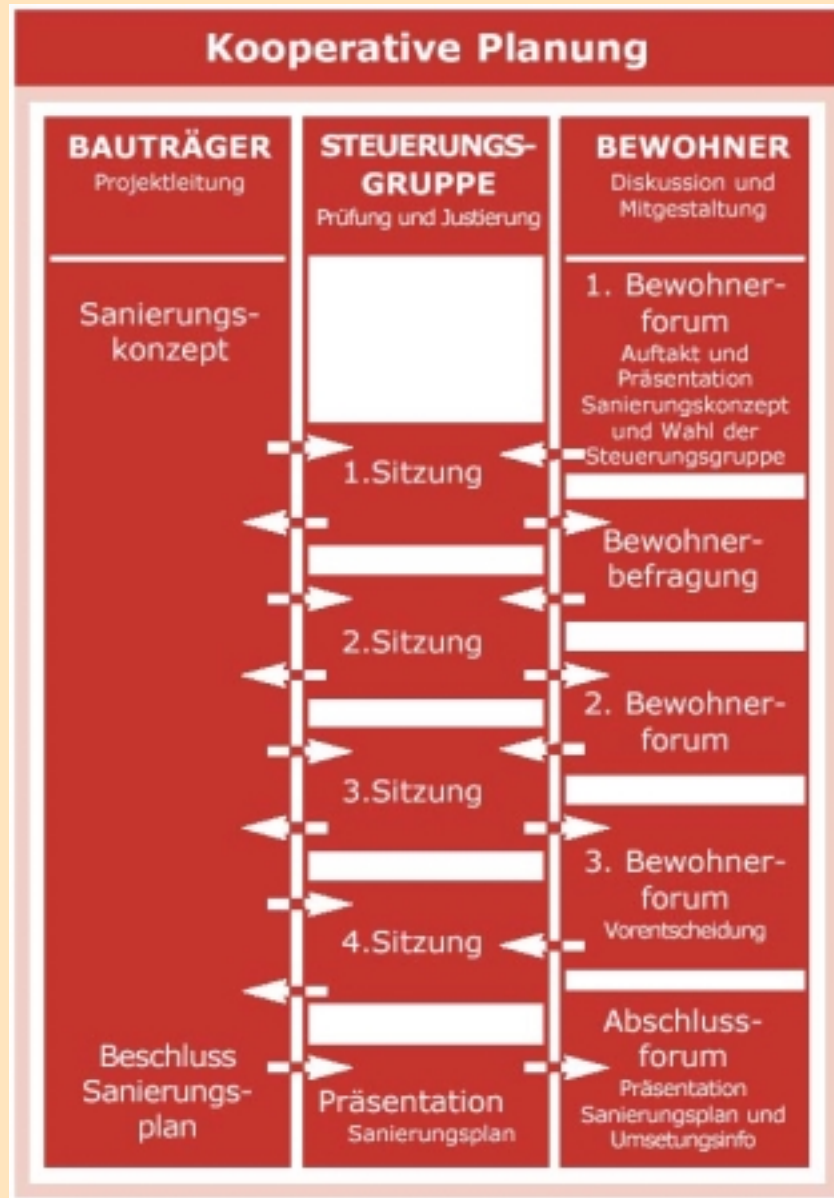 Kooperative Planung
BAUTRÄGER
Projektleitung
Sanierungs-
konzept
Beschluss
Sanierungs-
plan
STEUERUNGS-
GRUPPE
Prüfung und Justierung
1.Sitzung
2.Sitzung
3.Sitzung
4.Sitzung
Präsentation
Sanierungsplan
BEWOHNER
Diskussion und
Mitgestaltung
1. Bewohner-
forum
Auftakt und
Präsentation
Sanierungskonzept
und Wahl der
Steuerungsgruppe
Bewohner-
befragung
2. Bewohner-
forum
3. Bewohner-
forum
Vorentscheidung
Abschluss-
forum
Präsentation
Sanierungsplan und
Umsetungsinfo